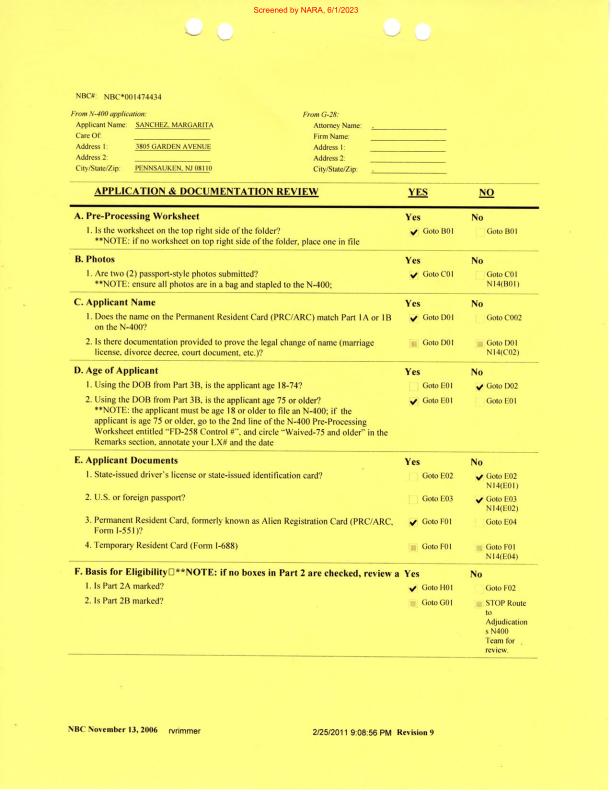 Screened by NARA, 6/1/2023
NBC#: NBC*001474434
From N-400 application: From G-28:
Applicant Name: SANCHEZ, MARGARITA Attorney Name:
Care Of: Firm Name:
Address 1: 3805 GARDEN AVENUE Address 1:
Address 2: Address 2:
City/State/Zip: PENNSAUKEN, NJ 08110 City/State/Zip:
APPLICATION & DOCUMENTATION REVIEW YES NO
A. Pre-Processing Worksheet Yes No
1. Is the worksheet on the top right side of the folder? ✔ Goto B01 Goto B01
**NOTE: if no worksheet on top right side of the folder, place one in file
B. Photos Yes No
1. Are two (2) passport-style photos submitted? ✔ Goto C01 Goto C01
**NOTE: ensure all photos are in a bag and stapled to the N-400; N14(B01)
C. Applicant Name Yes No
1. Does the name on the Permanent Resident Card (PRC/ARC) match Part 1A or 1B ✔ Goto D01 Goto C002
on the N-400?
2. Is there documentation provided to prove the legal change of name (marriage Goto D01 Goto D01
license, divorce decree, court document, etc.)? N14(C02)
D. Age of Applicant Yes No
1. Using the DOB from Part 3B, is the applicant age 18-74? Goto E01 ✔ Goto D02
2. Using the DOB from Part 3B, is the applicant age 75 or older? ✔ Goto E01 Goto E01
**NOTE: the applicant must be age 18 or older to file an N-400; if the
applicant is age 75 or older, go to the 2nd line of the N-400 Pre-Processing
Worksheet entitled “FD-258 Control #”, and circle “Waived-75 and older” in the
Remarks section, annotate your LX# and the date
E. Applicant Documents Yes No
1. State-issued driver’s license or state-issued identification card? Goto E02 ✔ Goto E02
N14(E01)
2. U.S. or foreign passport? Goto E03 ✔ Goto E03
N14(E02)
3. Permanent Resident Card, formerly known as Alien Registration Card (PRC/ARC, ✔ Goto F01 Goto E04
Form I-551)?
4. Temporary Resident Card (Form I-688) Goto F01 Goto F01
N14(E04)
F. Basis for Eligibility□**NOTE: if no boxes in Part 2 are checked, review a Yes No
1. Is Part 2A marked? ✔ Goto H01 Goto F02
2. Is Part 2B marked? Goto G01 STOP Route
to
Adjudication
s N400
Team for
review.
NBC November 13, 2006 rvrimmer 2/25/2011 9:08:56 PM Revision 9